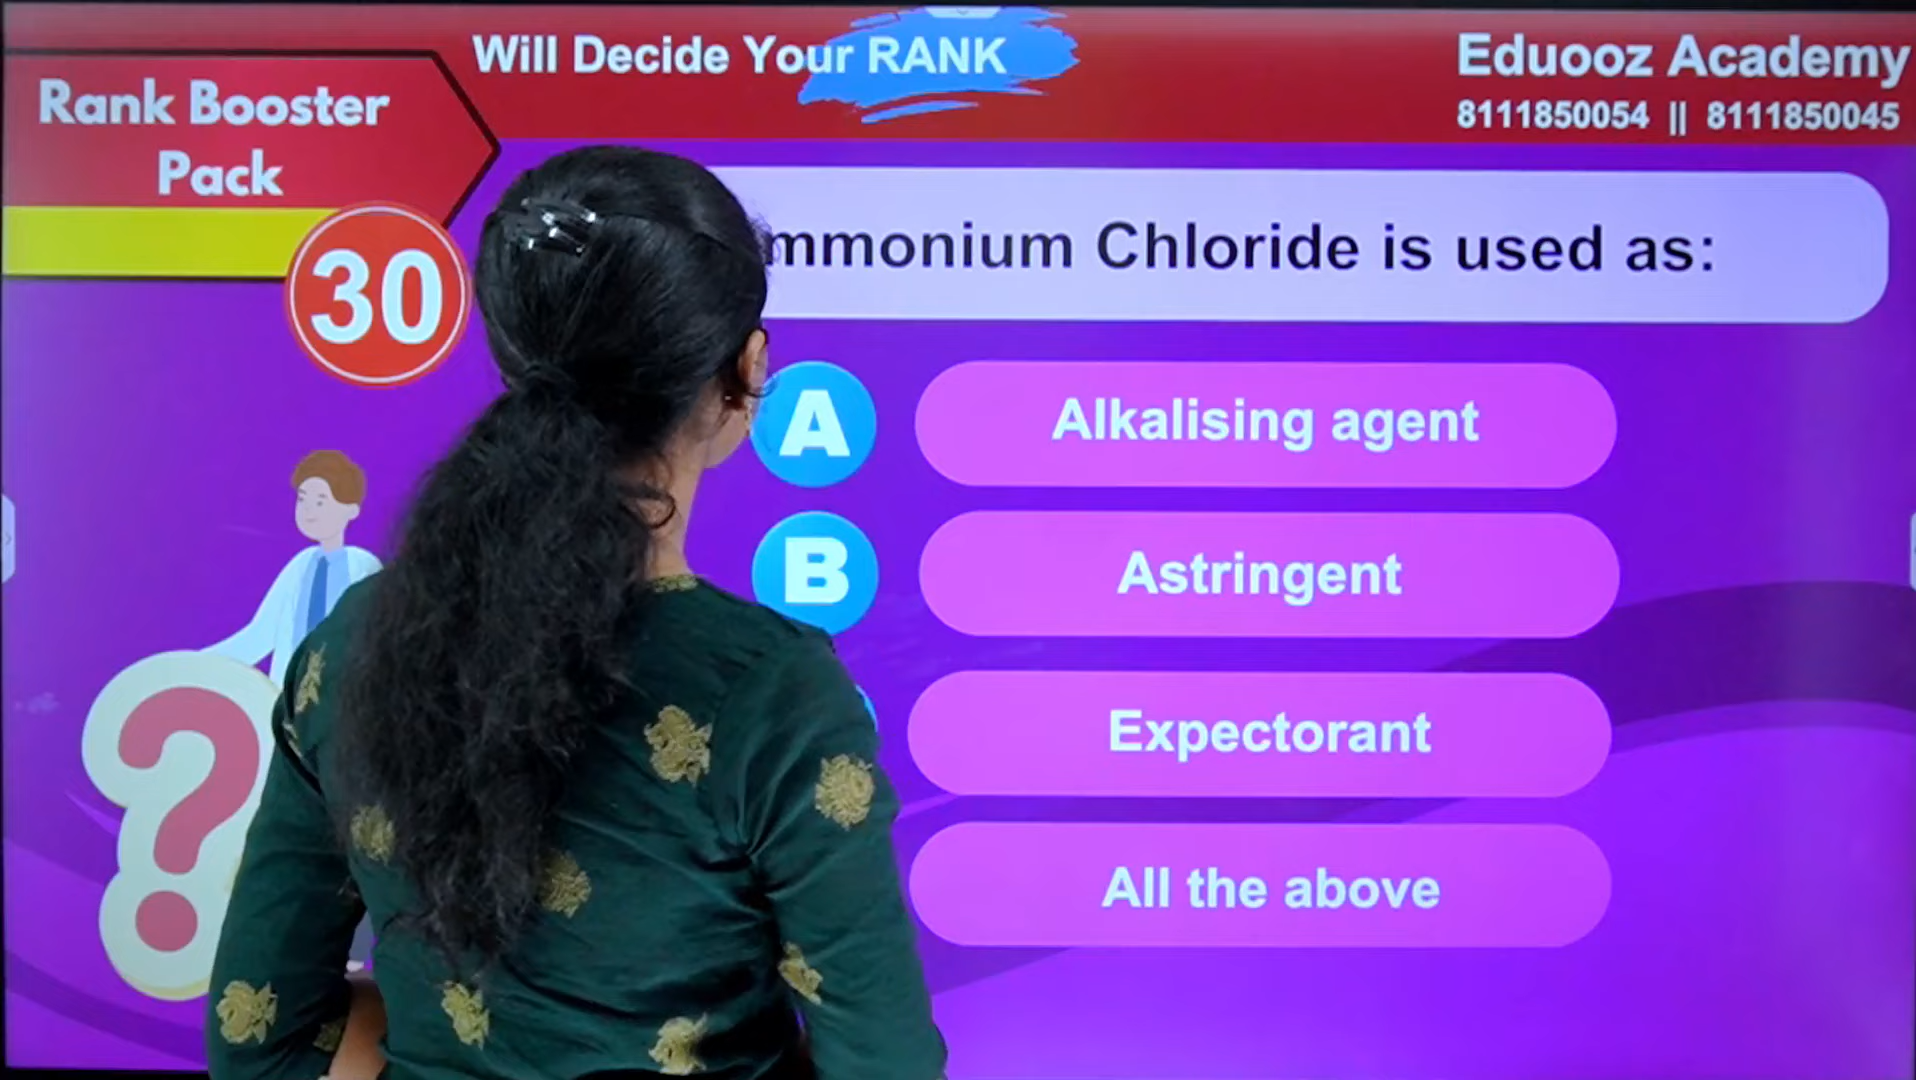 Will Decide Your RANK
Eduooz Academy
8111850054 || 8111850045
Rank Booster
Pack
30
mmonium Chloride is used as:
A
Alkalising agent
B
Astringent
Expectorant
All the above